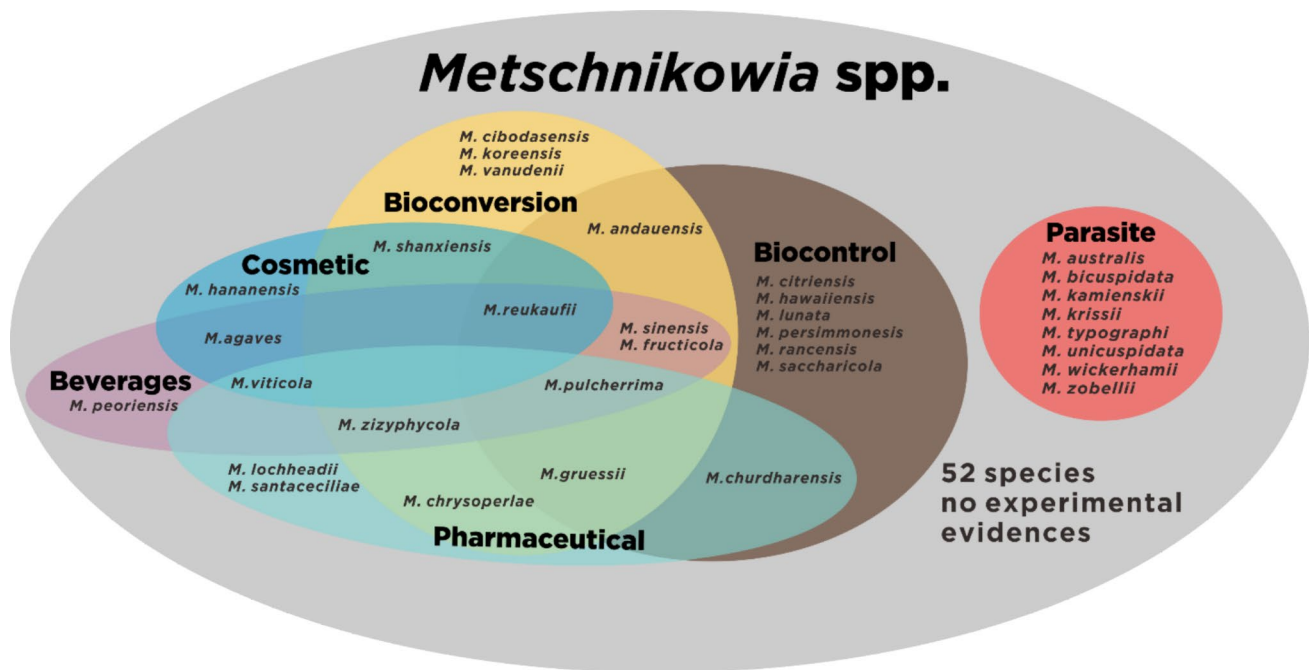 Metschnikowia spp.
M. cibodasensis
M. koreensis
M. vanudenii
Bioconversion
M. andauensis
M. shanxiensis
Cosmetic
M. hananensis
M.reukaufii
M.agaves
M. sinensis
M. fructicola
Biocontrol
M. citriensis
M. hawaiiensis
M. lunata
M. persimmonesis
M. rancensis
M. saccharicola
Parasite
M. australis
M. bicuspidata
M. kamienskii
M. krissii
M. typographi
M. unicuspidata
M. wickerhamii
M. zobellii
Beverages
M. peoriensis
M.viticola
M.pulcherrima
M. zizyphycola
M. lochheadii
M. santaceciliae
M.gruessii
M.churdharensis
M. chrysoperlae
Pharmaceutical
52 species
no experimental
evidences